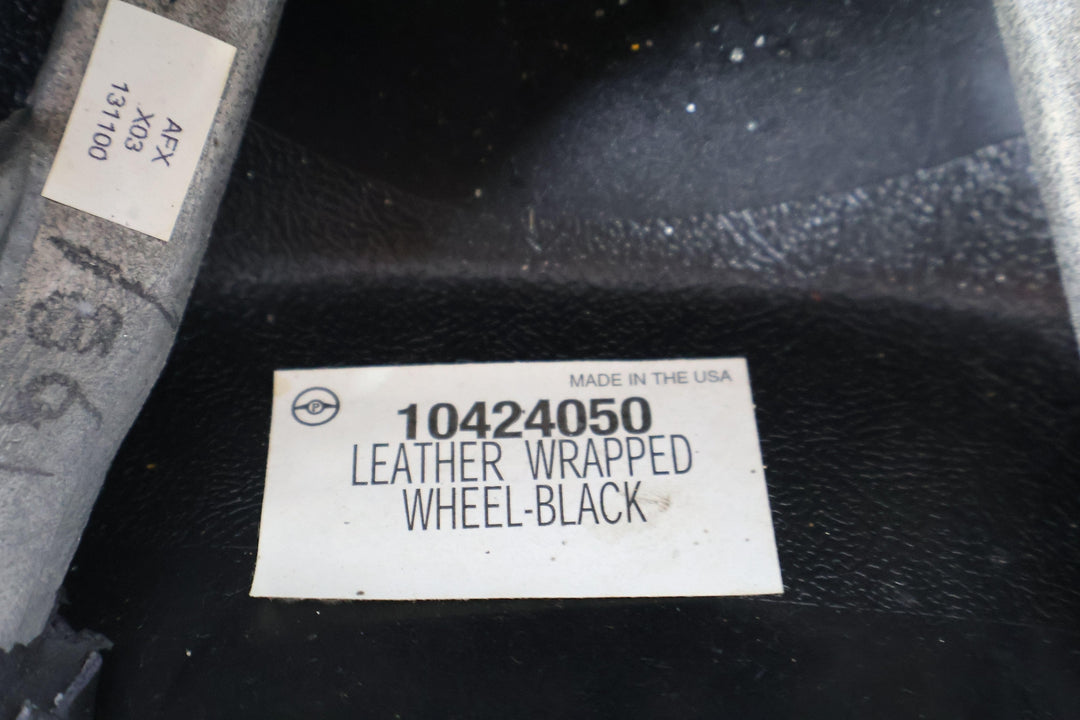 AFX
X03
131100
MADE IN THE USA
P
10424050
LEATHER WRAPPED
WHEEL-BLACK